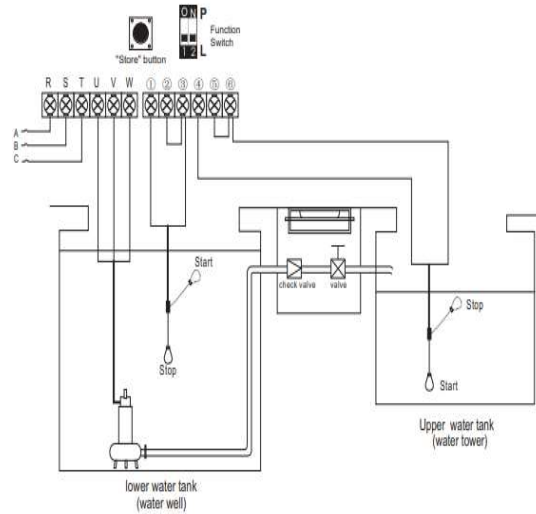 ON
P
Function
Switch
1 2
L
"Store" button
R S T U V W ① ② ③ ④ ⑤ ⑥
A
B
C
Start
Stop
check valve
valve
Stop
Start
Upper water tank
(water tower)
lower water tank
(water well)